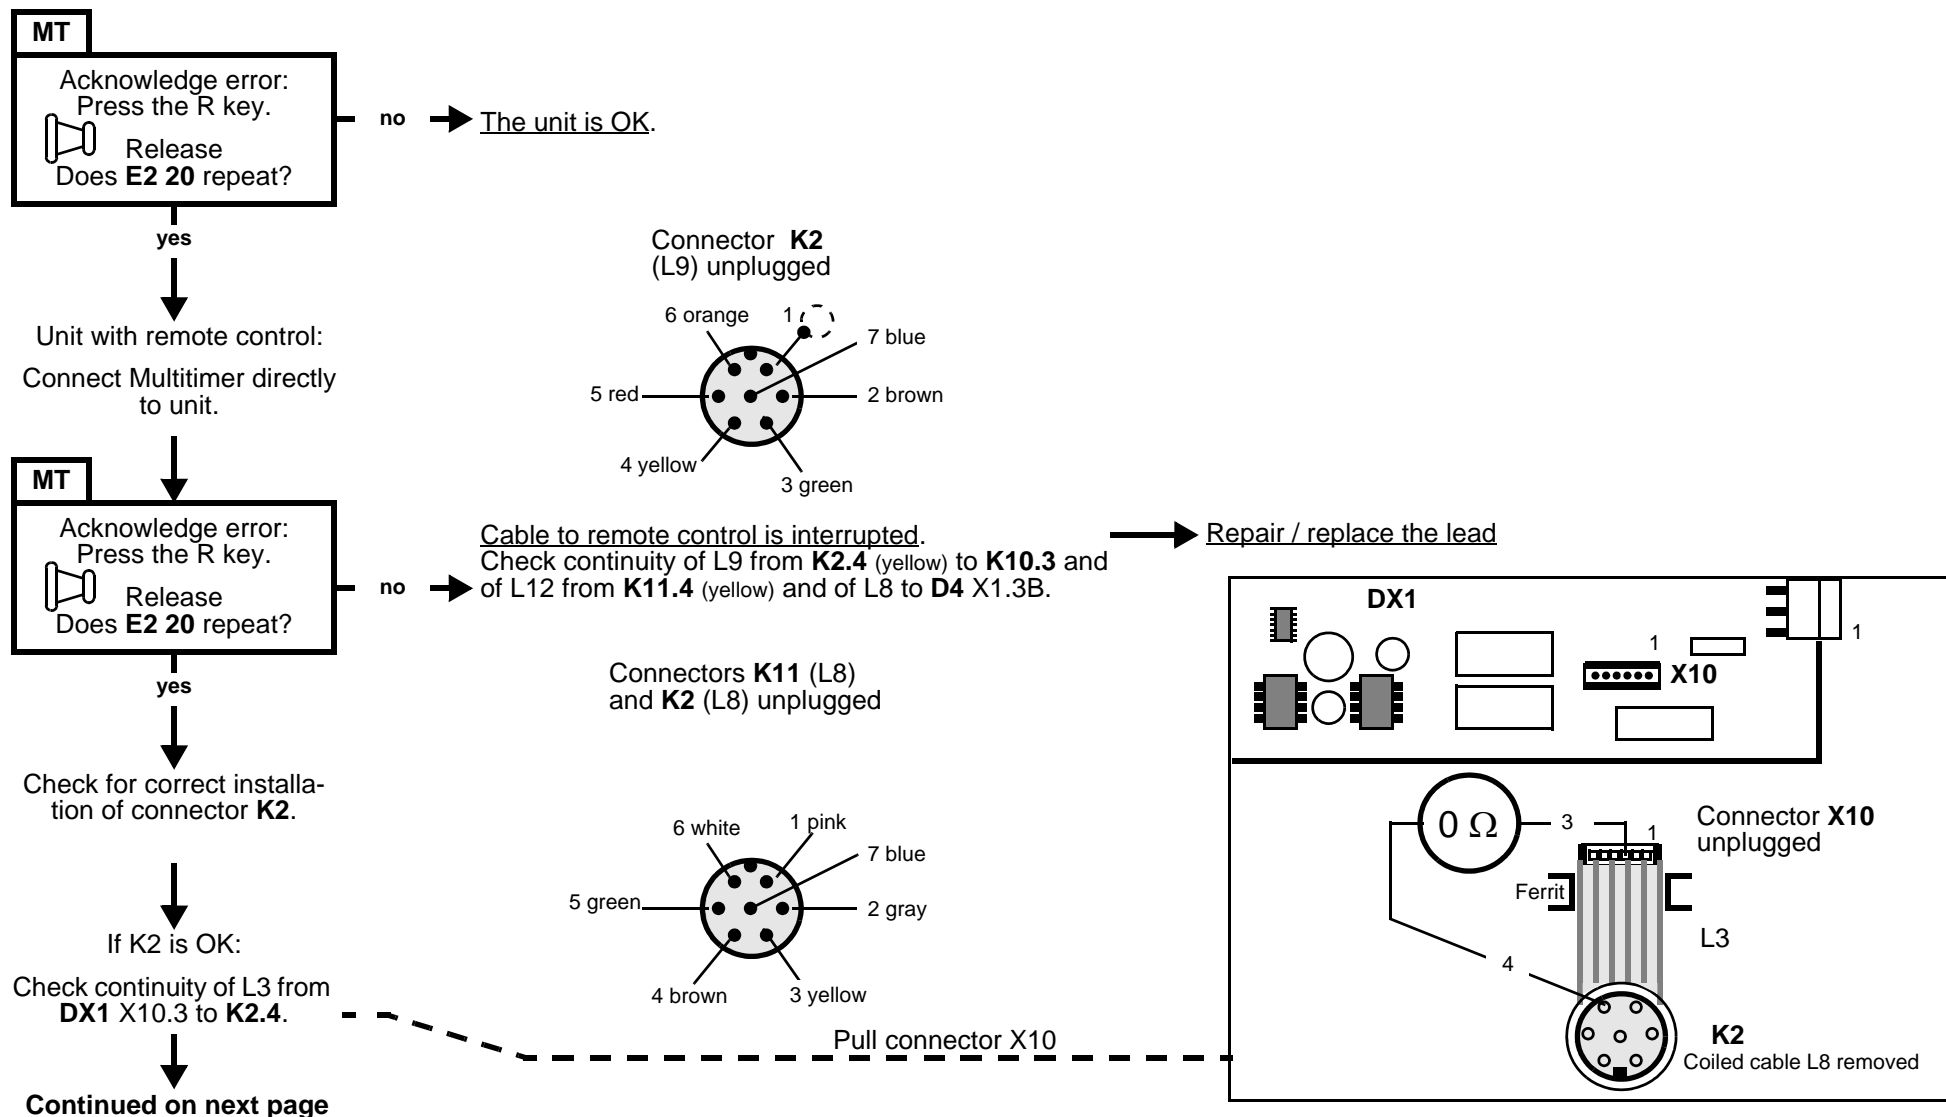 MT
Acknowledge error:
Press the R key.
Release
Does E2 20 repeat?
no
The unit is OK.
yes
Unit with remote control:
Connect Multitimer directly
to unit.
Connector K2
(L9) unplugged
6 orange
1
7 blue
5 red
2 brown
4 yellow
3 green
MT
Acknowledge error:
Press the R key.
Release
Does E2 20 repeat?
no
Cable to remote control is interrupted.
Check continuity of L9 from K2.4 (yellow) to K10.3 and
of L12 from K11.4 (yellow) and of L8 to D4 X1.3B.
Repair / replace the lead
yes
Check for correct installa-
tion of connector K2.
If K2 is OK:
Check continuity of L3 from
DX1 X10.3 to K2.4.
Continued on next page
Connectors K11 (L8)
and K2 (L8) unplugged
6 white
1 pink
7 blue
5 green
2 gray
4 brown
3 yellow
Pull connector X10
DX1
1
1
X10
0 Ω
3
1
Connector X10
unplugged
Ferrit
L3
4
K2
Coiled cable L8 removed